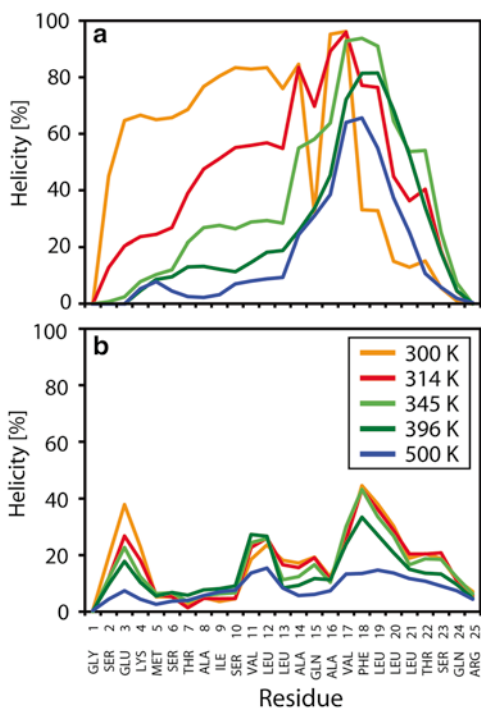 a
Helicity [%]
100
80
60
40
20
0
b
Helicity [%]
100
80
60
40
20
0
300 K
314 K
345 K
396 K
500 K
GLY 1
SER 2
GLU 3
LYS 4
MET 5
SER 6
THR 7
ALA 8
ILE 9
SER 10
VAL 11
LEU 12
LEU 13
ALA 14
GLN 15
ALA 16
VAL 17
PHE 18
LEU 19
LEU 20
LEU 21
THR 22
SER 23
GLN 24
ARG 25
Residue